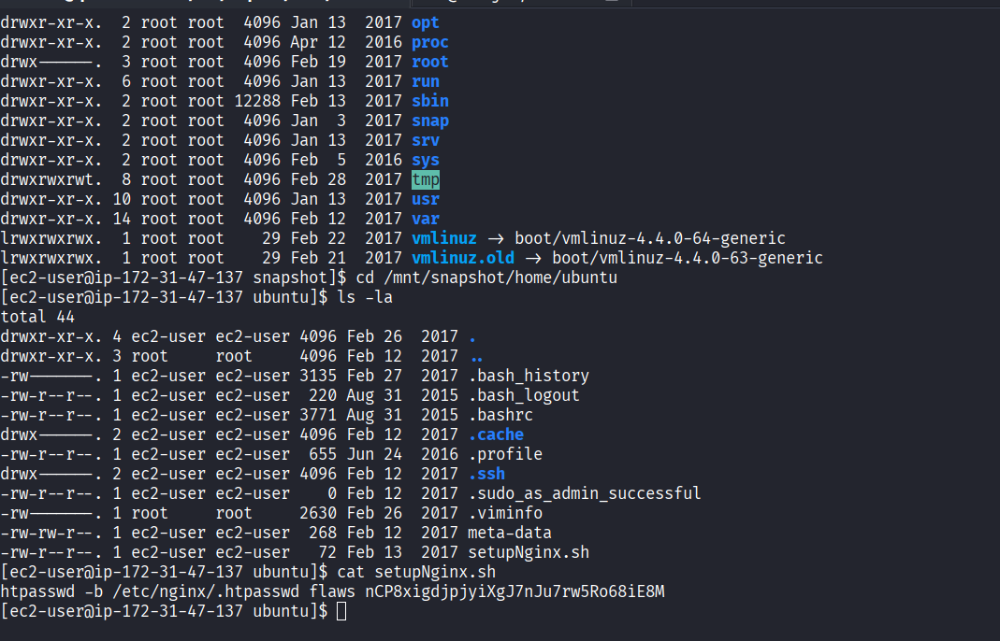 drwxr-xr-x.  2 root root  4096 Jan 13  2017 opt
drwxr-xr-x.  2 root root  4096 Apr 12  2016 proc
drwx------.  3 root root  4096 Feb 19  2017 root
drwxr-xr-x.  6 root root  4096 Jan 13  2017 run
drwxr-xr-x.  2 root root 12288 Feb 13  2017 sbin
drwxr-xr-x.  2 root root  4096 Jan  3  2017 snap
drwxr-xr-x.  2 root root  4096 Jan 13  2017 srv
drwxr-xr-x.  2 root root  4096 Feb  5  2016 sys
drwxrwxrwt.  8 root root  4096 Feb 28  2017 tmp
drwxr-xr-x. 10 root root  4096 Jan 13  2017 usr
drwxr-xr-x. 14 root root  4096 Feb 12  2017 var
lrwxrwxrwx.  1 root root    29 Feb 22  2017 vmlinuz -> boot/vmlinuz-4.4.0-64-generic
lrwxrwxrwx.  1 root root    29 Feb 21  2017 vmlinuz.old -> boot/vmlinuz-4.4.0-63-generic
[ec2-user@ip-172-31-47-137 snapshot]$ cd /mnt/snapshot/home/ubuntu
[ec2-user@ip-172-31-47-137 ubuntu]$ ls -la
total 44
drwxr-xr-x. 4 ec2-user ec2-user 4096 Feb 26  2017 .
drwxr-xr-x. 3 root     root     4096 Feb 12  2017 ..
-rw-------. 1 ec2-user ec2-user 3135 Feb 27  2017 .bash_history
-rw-r--r--. 1 ec2-user ec2-user  220 Aug 31  2015 .bash_logout
-rw-r--r--. 1 ec2-user ec2-user 3771 Aug 31  2015 .bashrc
drwx------. 2 ec2-user ec2-user 4096 Feb 12  2017 .cache
-rw-r--r--. 1 ec2-user ec2-user  655 Jun 24  2016 .profile
drwx------. 2 ec2-user ec2-user 4096 Feb 12  2017 .ssh
-rw-r--r--. 1 ec2-user ec2-user    0 Feb 12  2017 .sudo_as_admin_successful
-rw-------. 1 root     root     2630 Feb 26  2017 .viminfo
-rw-rw-r--. 1 ec2-user ec2-user  268 Feb 12  2017 meta-data
-rw-r--r--. 1 ec2-user ec2-user   72 Feb 13  2017 setupNginx.sh
[ec2-user@ip-172-31-47-137 ubuntu]$ cat setupNginx.sh
htpasswd -b /etc/nginx/.htpasswd flaws nCP8xigdjpjyiXgJ7nJu7rw5Ro68iE8M
[ec2-user@ip-172-31-47-137 ubuntu]$